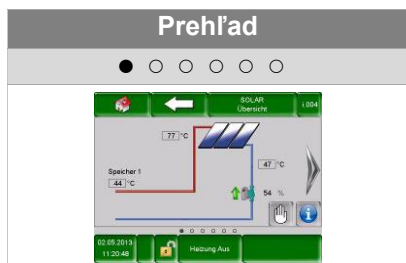 Prehľad
SOLAR
Übersicht
i.004
77 °C
47 °C
Speicher 1
44 °C
54 %
i
02.05.2013
11:20:48
Heizung Aus